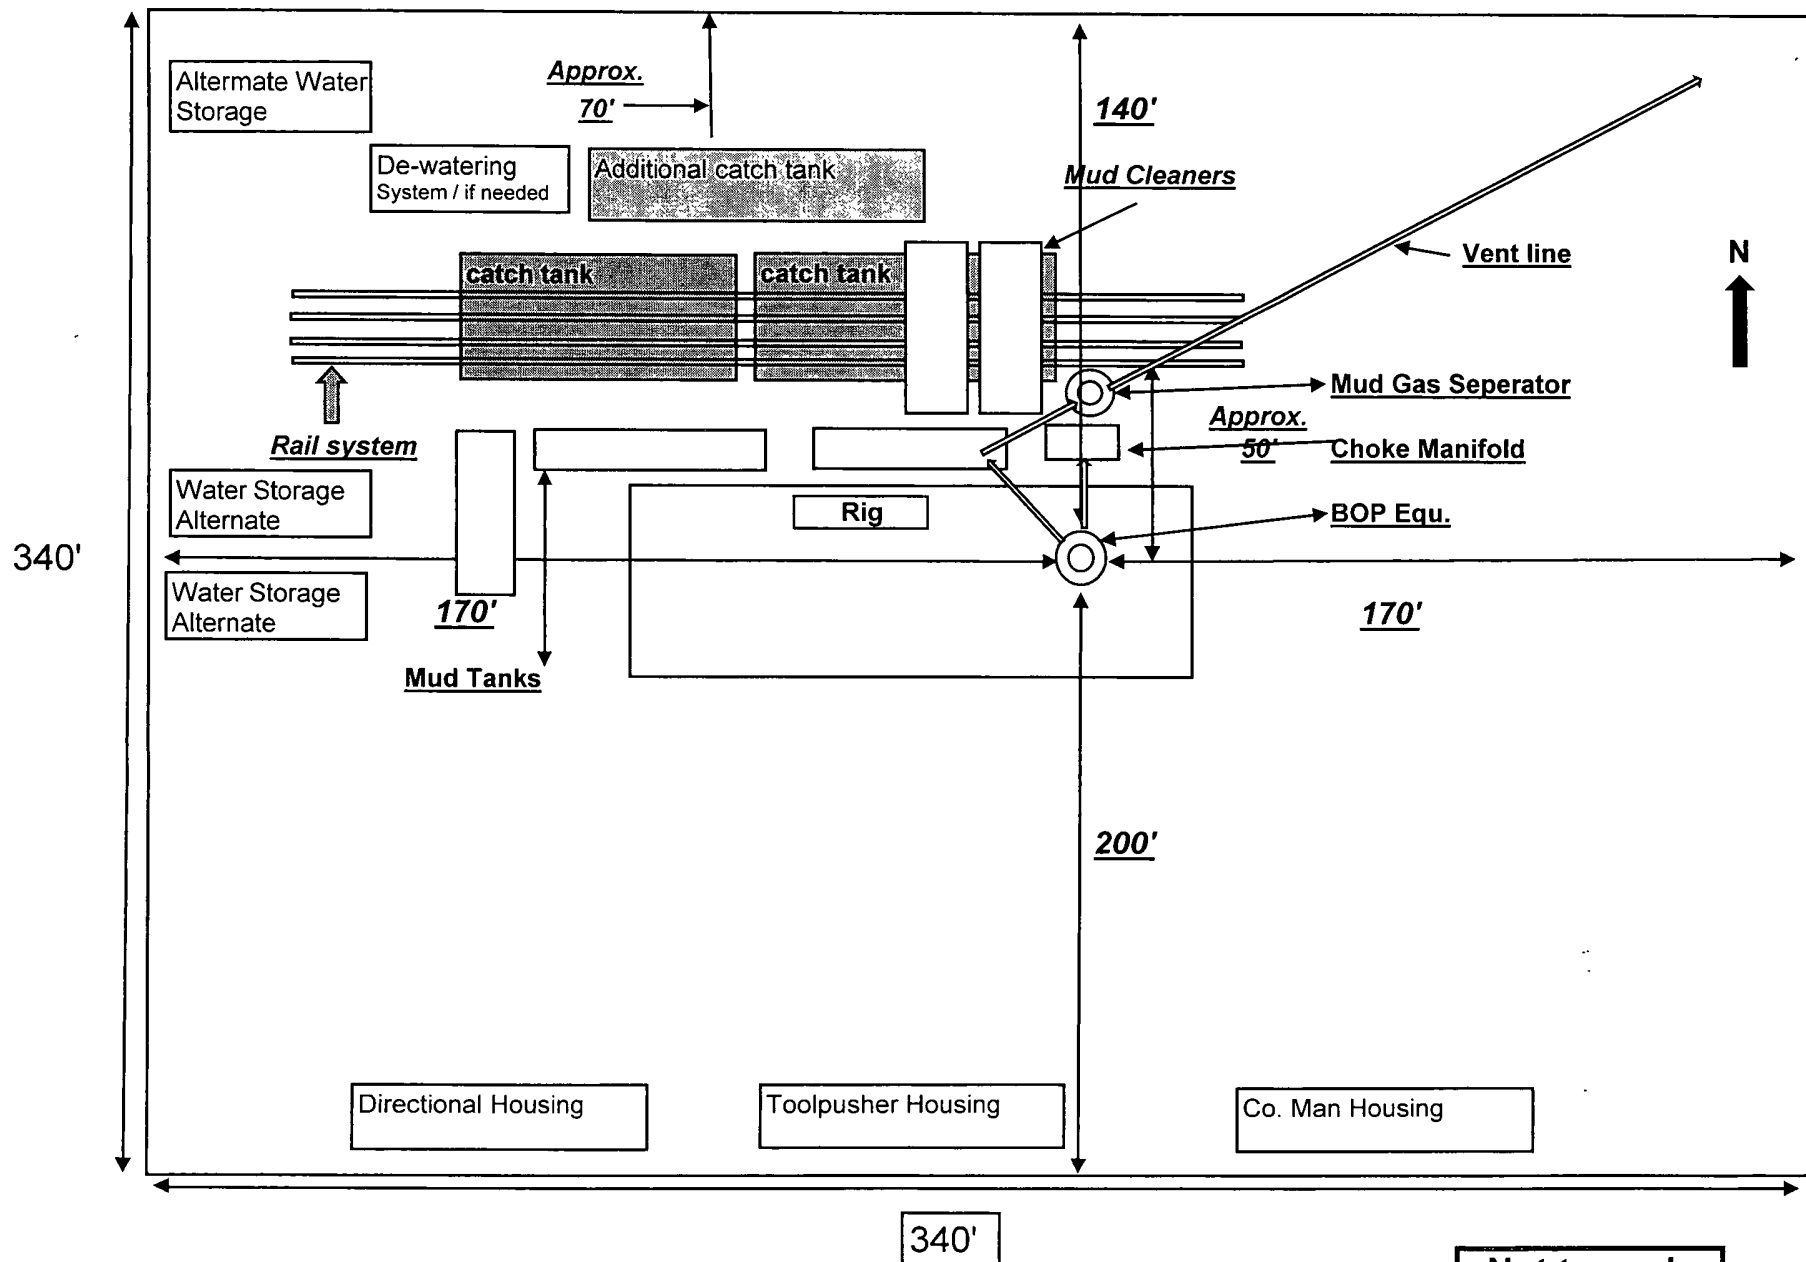 Altermate Water
Storage
Approx.
70'
140'
De-watering
System / if needed
Additional catch tank
Mud Cleaners
Vent line
N
catch tank
catch tank
Mud Gas Seperator
Approx.
50'
Choke Manifold
Rail system
Water Storage
Alternate
Rig
BOP Equ.
340'
Water Storage
Alternate
170'
170'
Mud Tanks
200'
Directional Housing
Toolpusher Housing
Co. Man Housing
340'